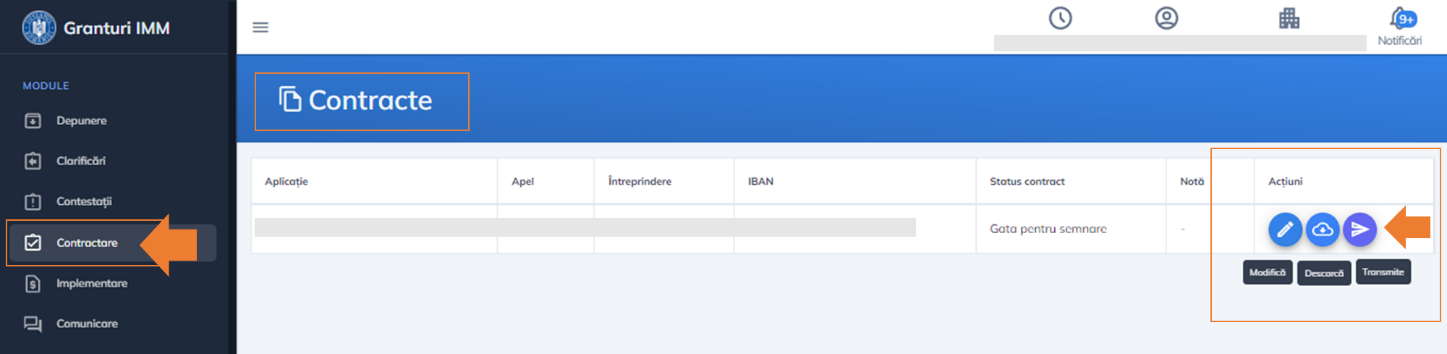 Granturi IMM
9+
Notificări
MODULE
Depunere
Clarificări
Contestații
Contractare
Implementare
Comunicare
Contracte
Aplicație Apel Întreprindere IBAN Status contract Notă Acțiuni
Gata pentru semnare -
Modifică Descarcă Transmite